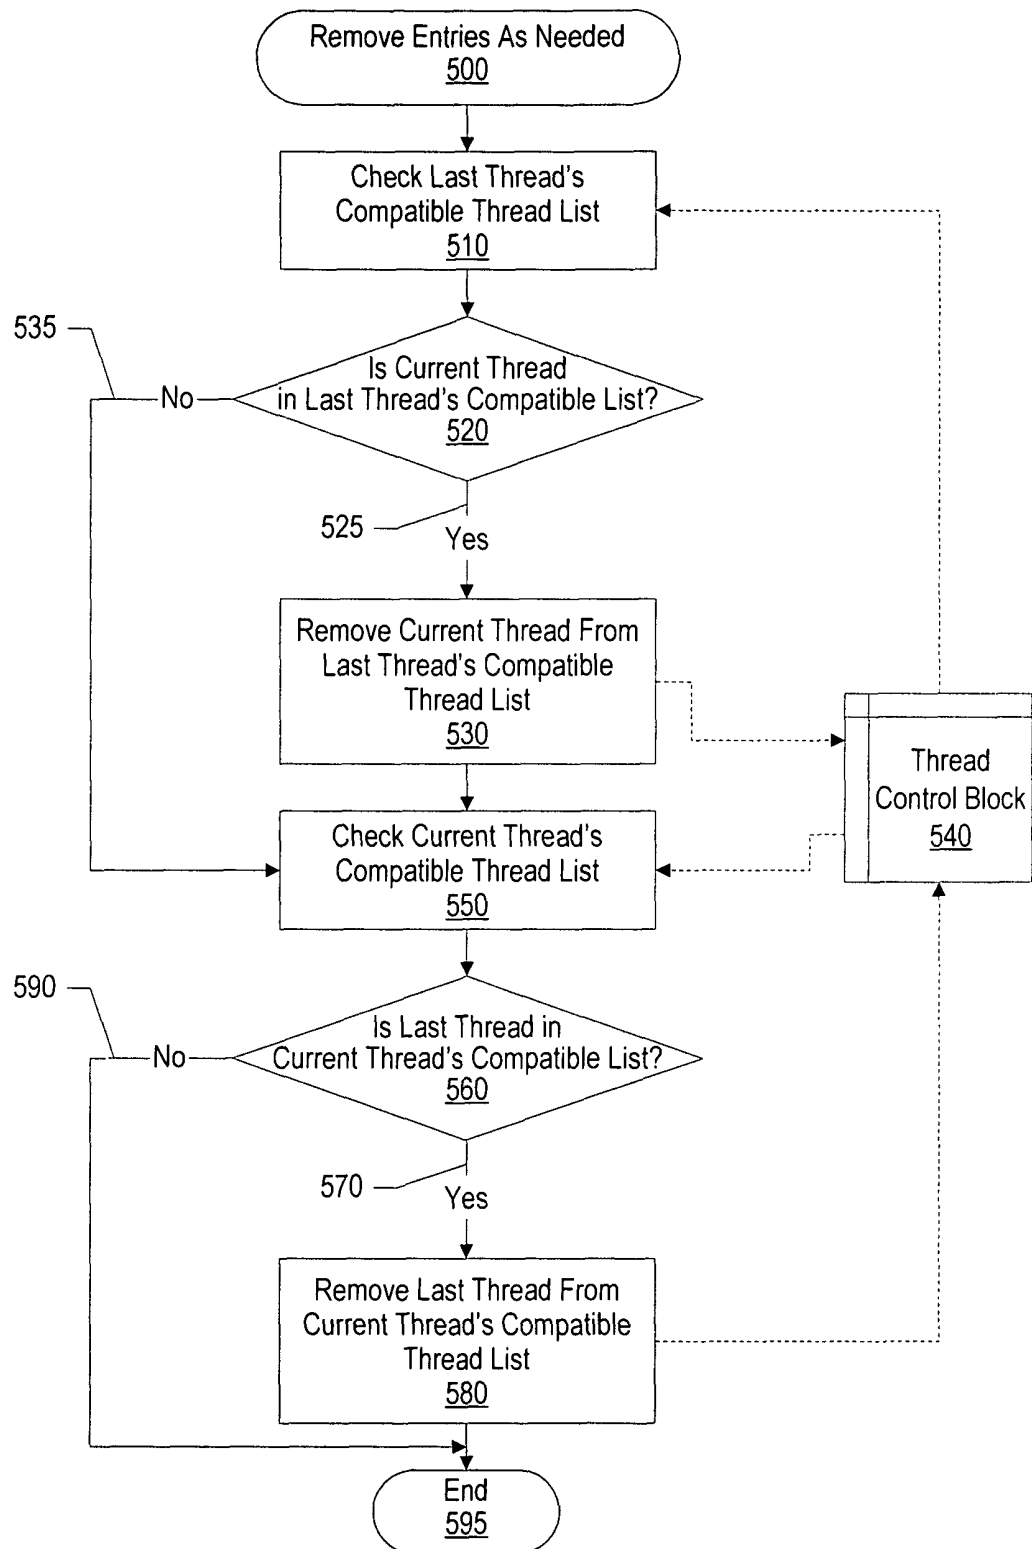 Remove Entries As Needed
500
Check Last Thread's
Compatible Thread List
510
535
Is Current Thread
in Last Thread's Compatible List?
520
No
525
Yes
Remove Current Thread From
Last Thread's Compatible
Thread List
530
Thread
Control Block
540
Check Current Thread's
Compatible Thread List
550
590
Is Last Thread in
Current Thread's Compatible List?
560
No
570
Yes
Remove Last Thread From
Current Thread's Compatible
Thread List
580
End
595